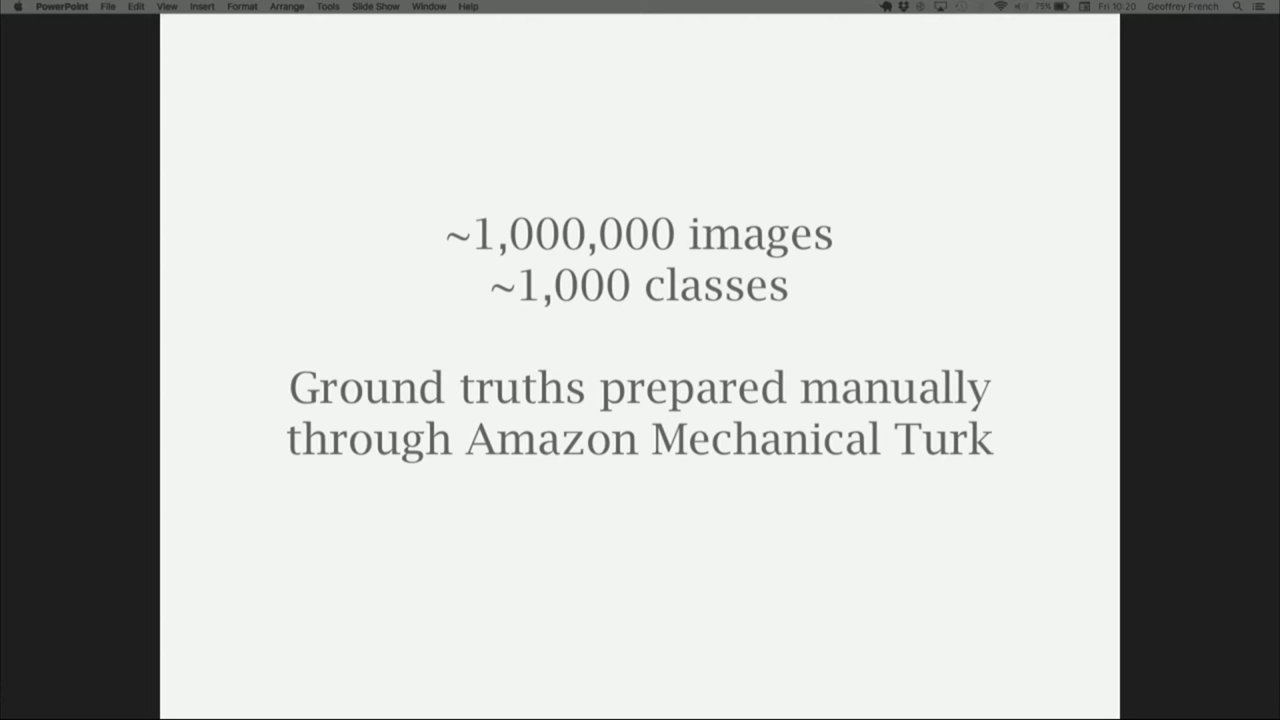 PowerPoint File Edit View Insert Format Arrange Tools Slide Show Window Help 75% Fri 10:20 Geoffrey French
~1,000,000 images
~1,000 classes
Ground truths prepared manually
through Amazon Mechanical Turk